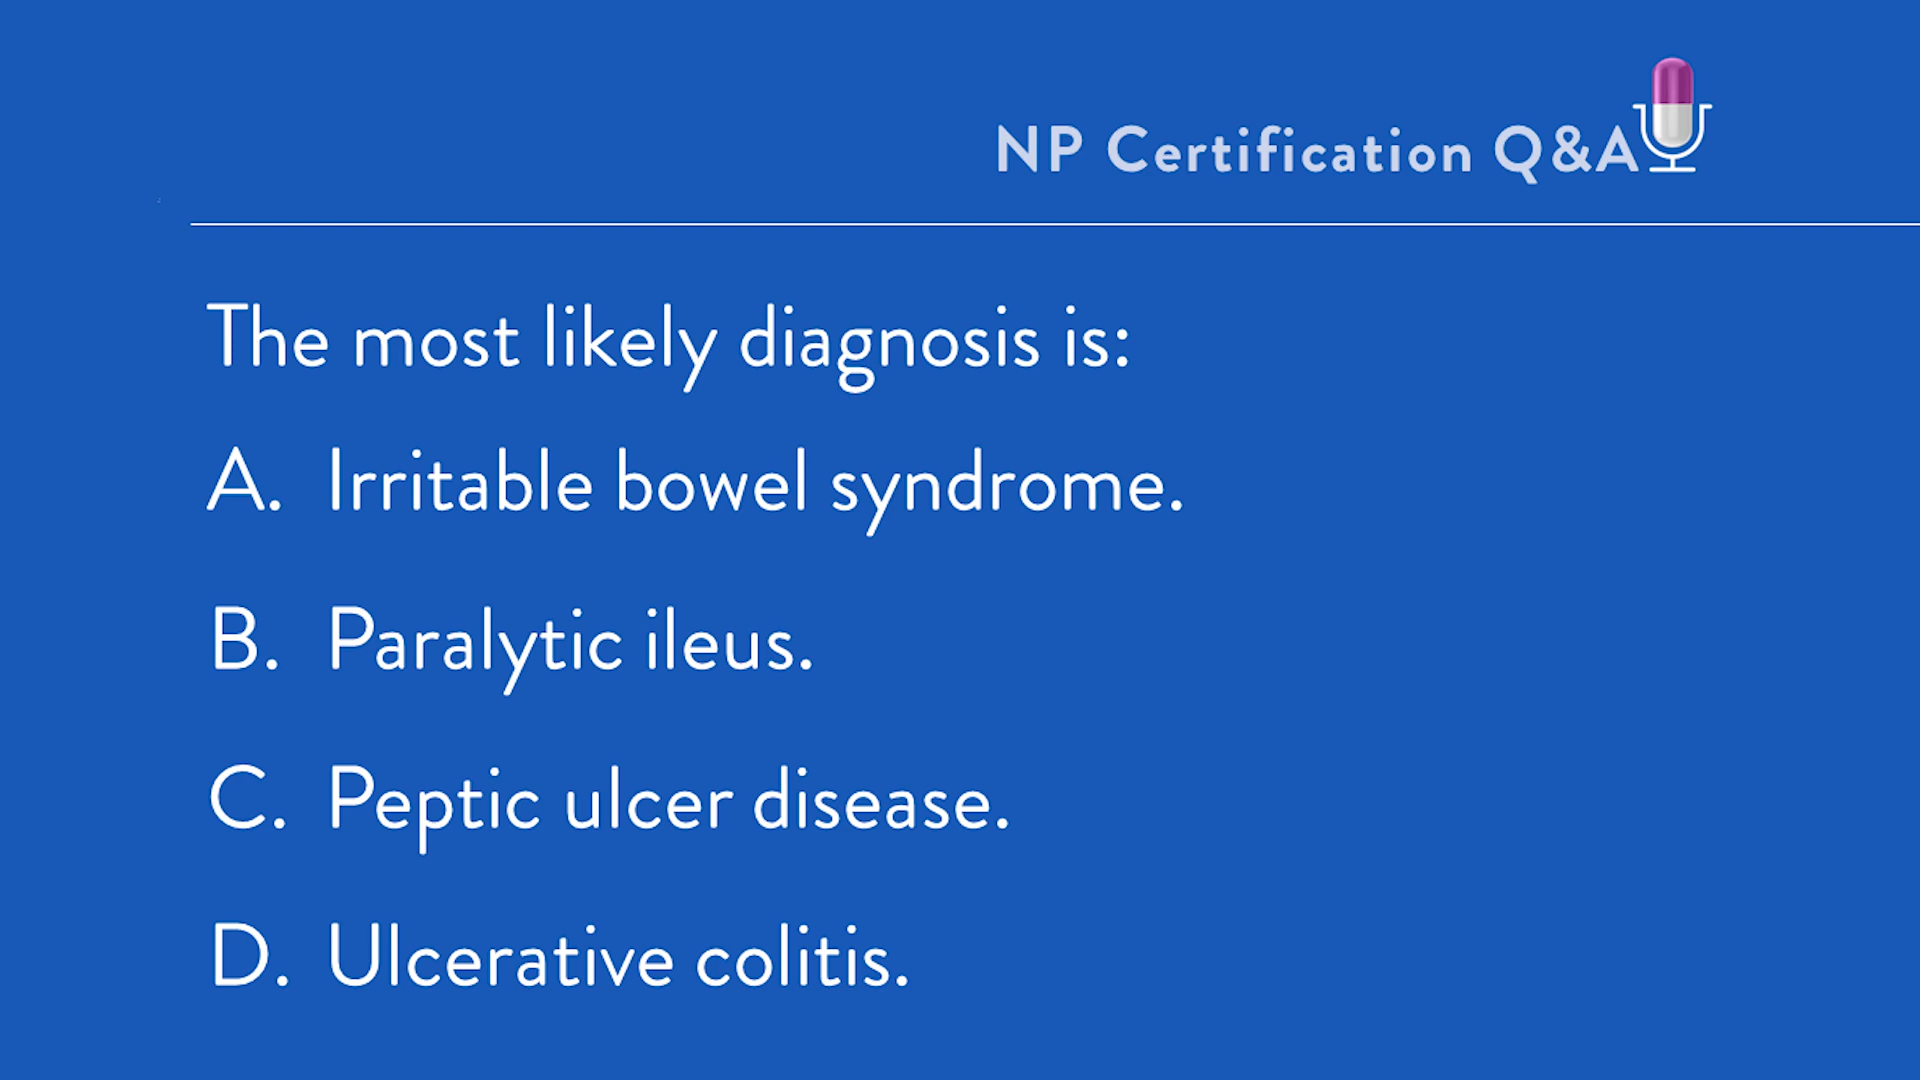 NP Certification Q&A
The most likely diagnosis is:
A. Irritable bowel syndrome.
B. Paralytic ileus.
C. Peptic ulcer disease.
D. Ulcerative colitis.